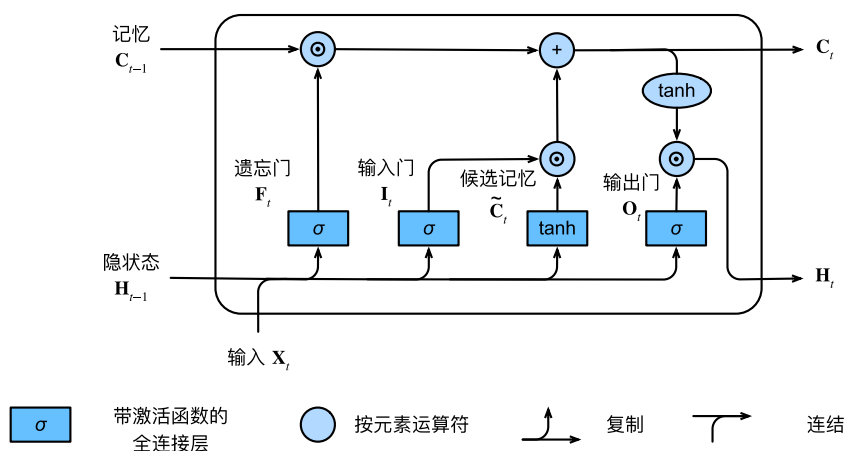 记忆
C_{t−1}
⊙
+
C_t
tanh
遗忘门
F_t
输入门
I_t
候选记忆
C̃_t
⊙
输出门
O_t
⊙
σ
σ
tanh
σ
隐状态
H_{t−1}
H_t
输入 X_t
σ
带激活函数的
全连接层
按元素运算符
复制
连结